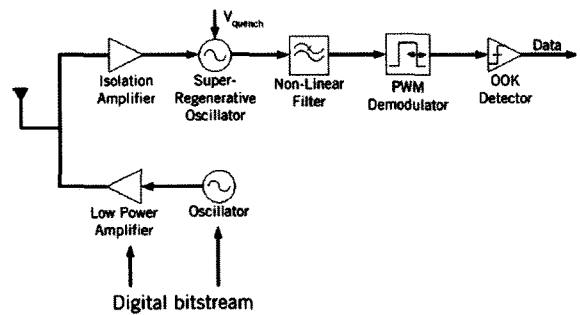 Vquench
Data
Isolation
Amplifier
Super-
Regenerative
Oscillator
Non-Linear
Filter
PWM
Demodulator
OOK
Detector
Low Power
Amplifier
Oscillator
Digital bitstream